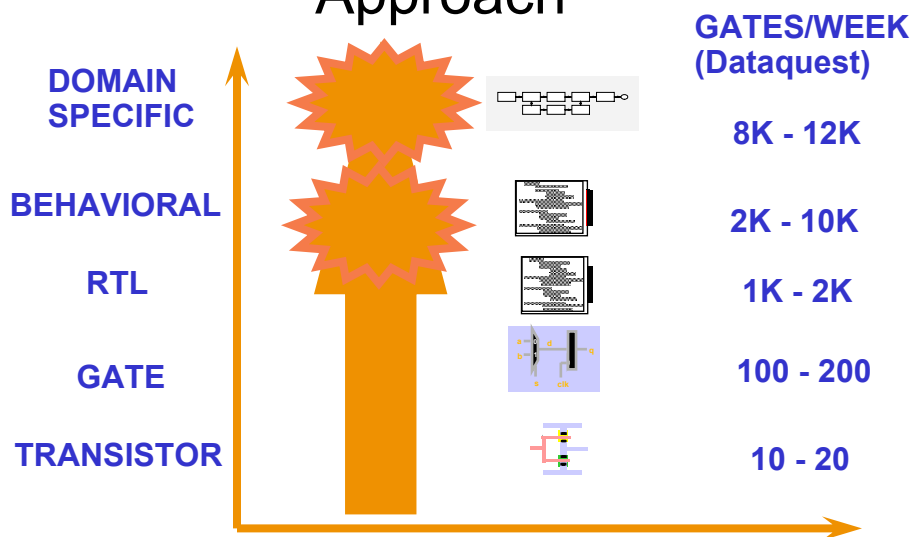 Approach
GATES/WEEK
(Dataquest)
DOMAIN
SPECIFIC
8K - 12K
BEHAVIORAL
2K - 10K
RTL
1K - 2K
GATE
100 - 200
TRANSISTOR
10 - 20